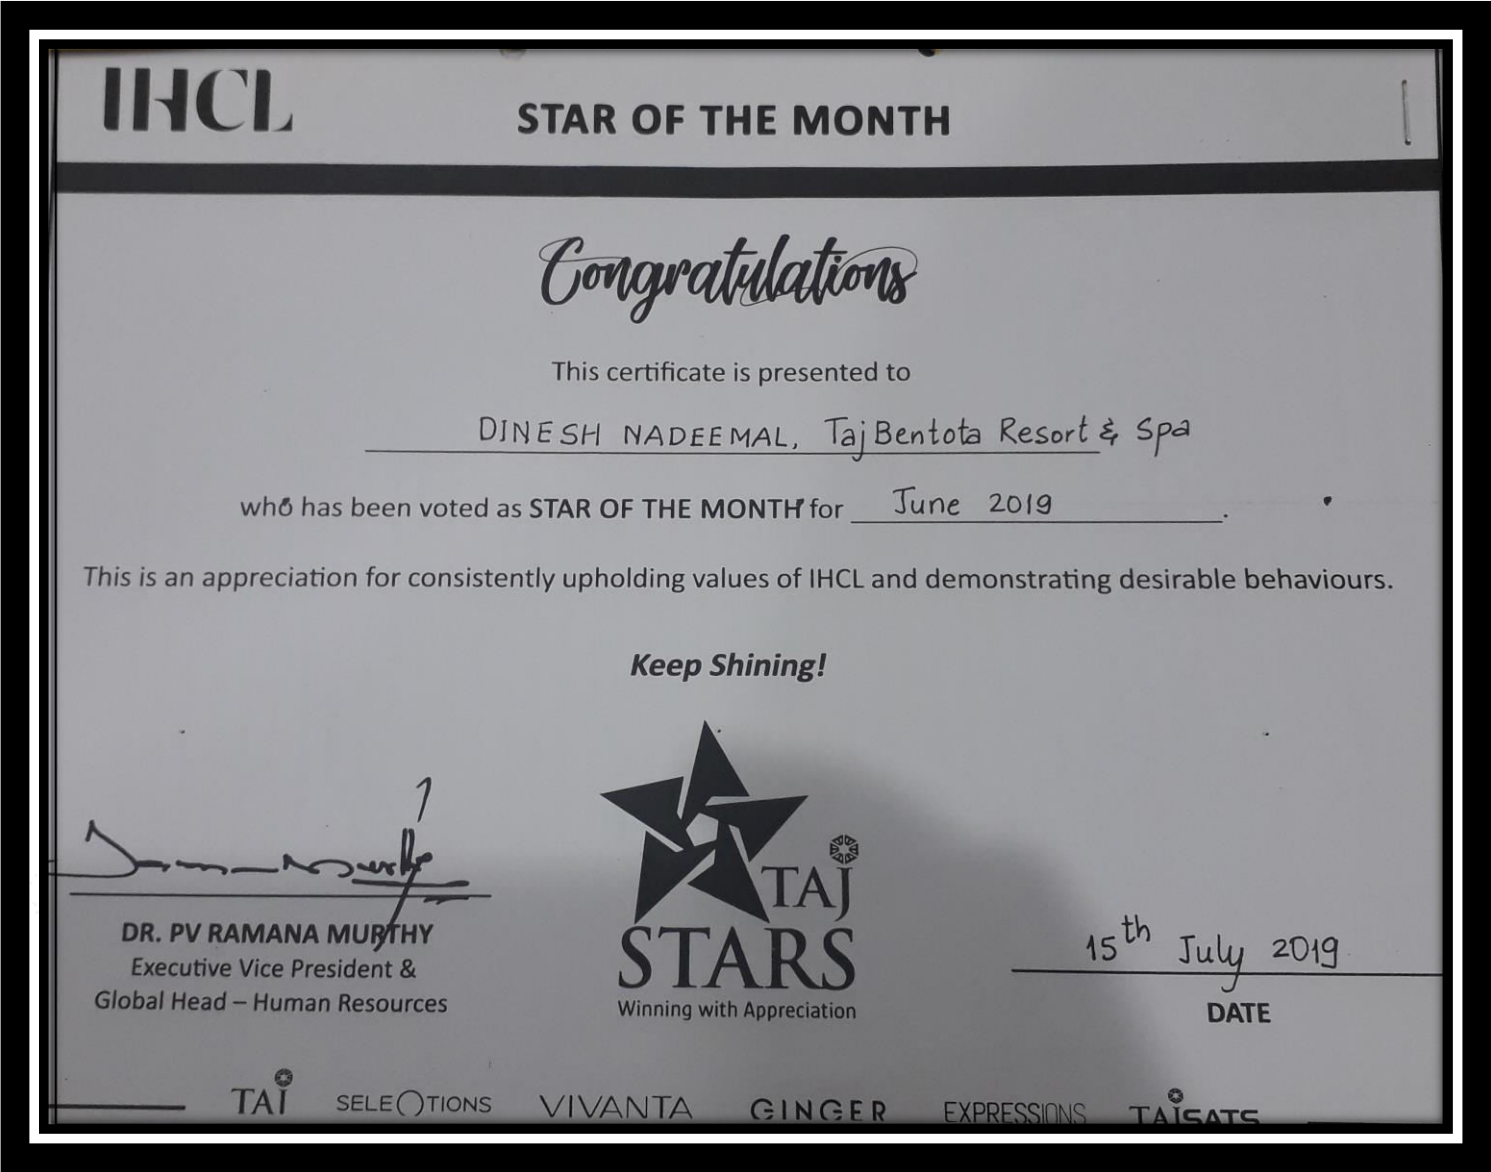 IHCL
STAR OF THE MONTH
Congratulations
This certificate is presented to
DINESH NADEEMAL, Taj Bentota Resort & Spa
who has been voted as STAR OF THE MONTH for June 2019.
This is an appreciation for consistently upholding values of IHCL and demonstrating desirable behaviours.
Keep Shining!
TAJ
STARS
Winning with Appreciation
DR. PV RAMANA MURTHY
Executive Vice President &
Global Head – Human Resources
15th July 2019
DATE
TAJ SELEQTIONS VIVANTA GINGER EXPRESSIONS TAJSATS